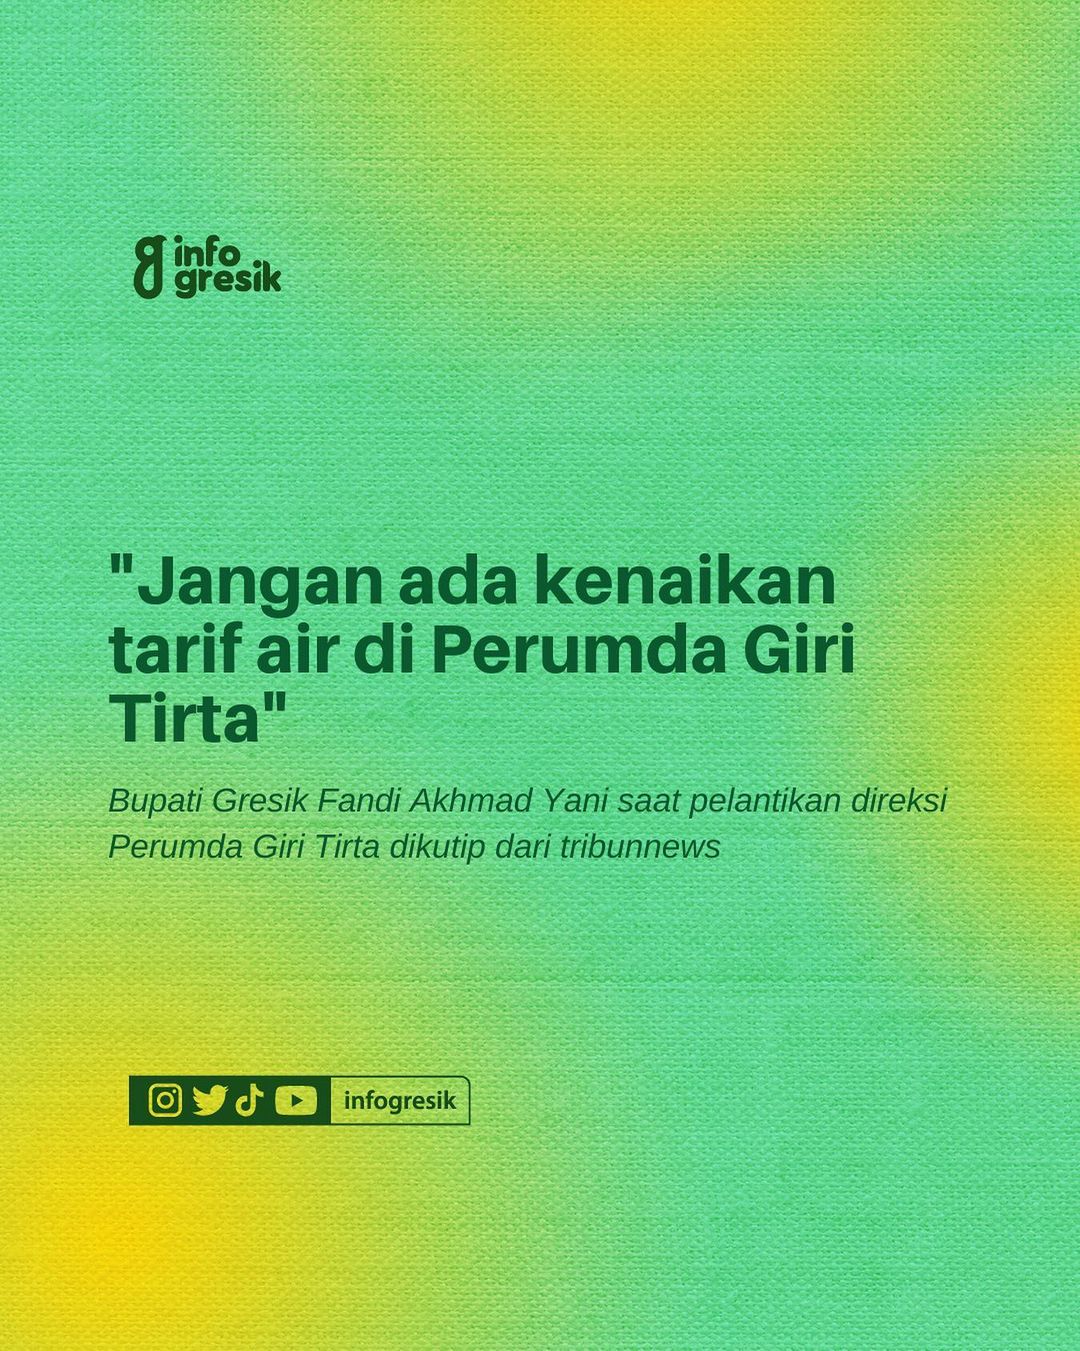 info
gresik
"Jangan ada kenaikan
tarif air di Perumda Giri
Tirta"
Bupati Gresik Fandi Akhmad Yani saat pelantikan direksi
Perumda Giri Tirta dikutip dari tribunnews
infogresik